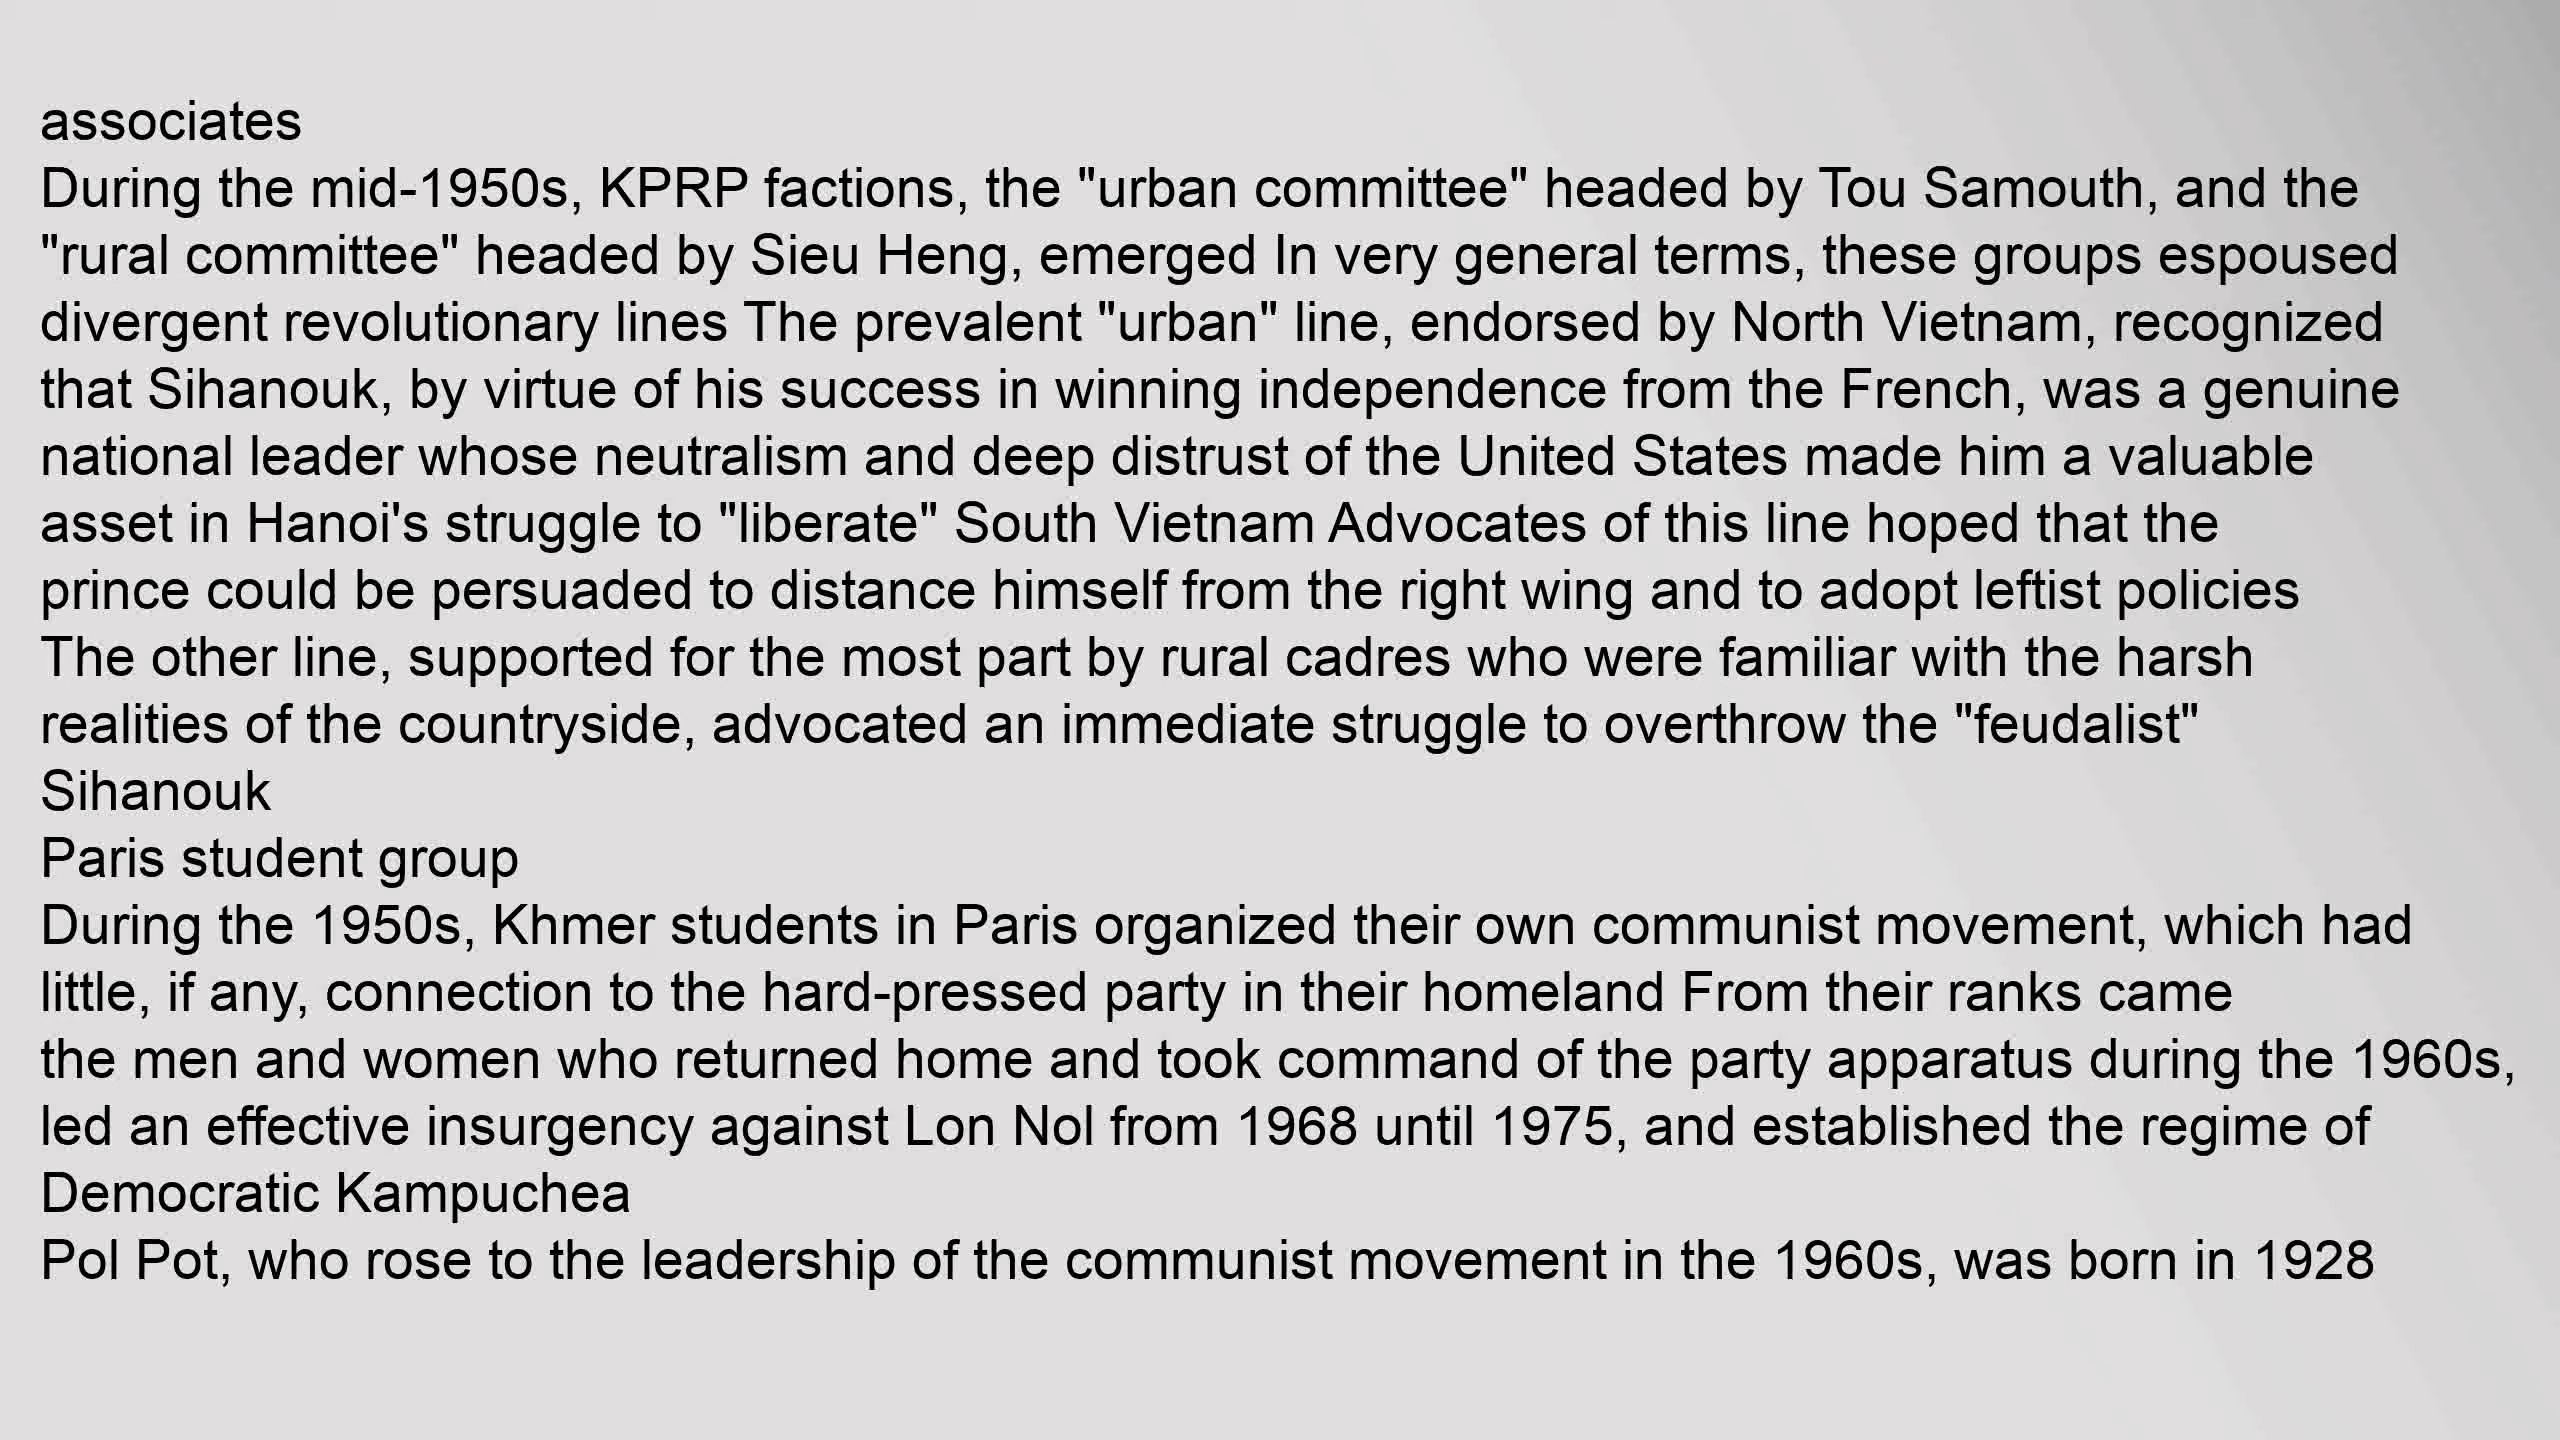 associates
During the mid-1950s, KPRP factions, the "urban committee" headed by Tou Samouth, and the
"rural committee" headed by Sieu Heng, emerged In very general terms, these groups espoused
divergent revolutionary lines The prevalent "urban" line, endorsed by North Vietnam, recognized
that Sihanouk, by virtue of his success in winning independence from the French, was a genuine
national leader whose neutralism and deep distrust of the United States made him a valuable
asset in Hanoi's struggle to "liberate" South Vietnam Advocates of this line hoped that the
prince could be persuaded to distance himself from the right wing and to adopt leftist policies
The other line, supported for the most part by rural cadres who were familiar with the harsh
realities of the countryside, advocated an immediate struggle to overthrow the "feudalist"
Sihanouk
Paris student group
During the 1950s, Khmer students in Paris organized their own communist movement, which had
little, if any, connection to the hard-pressed party in their homeland From their ranks came
the men and women who returned home and took command of the party apparatus during the 1960s,
led an effective insurgency against Lon Nol from 1968 until 1975, and established the regime of
Democratic Kampuchea
Pol Pot, who rose to the leadership of the communist movement in the 1960s, was born in 1928